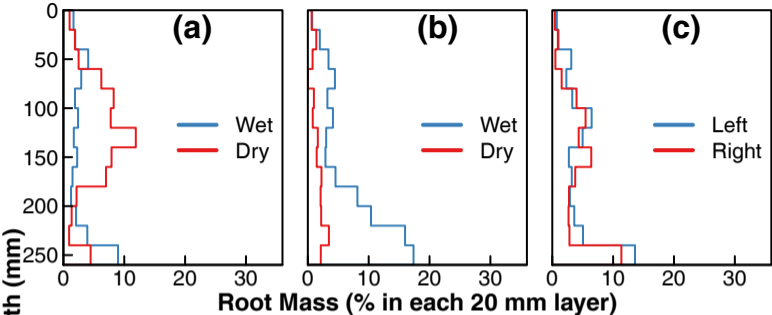 (a) (b) (c)
0
50
100
150
200
250
Wet
Dry
Wet
Dry
Left
Right
0 10 20 30 0 10 20 30 0 10 20 30
th (mm)
Root Mass (% in each 20 mm layer)